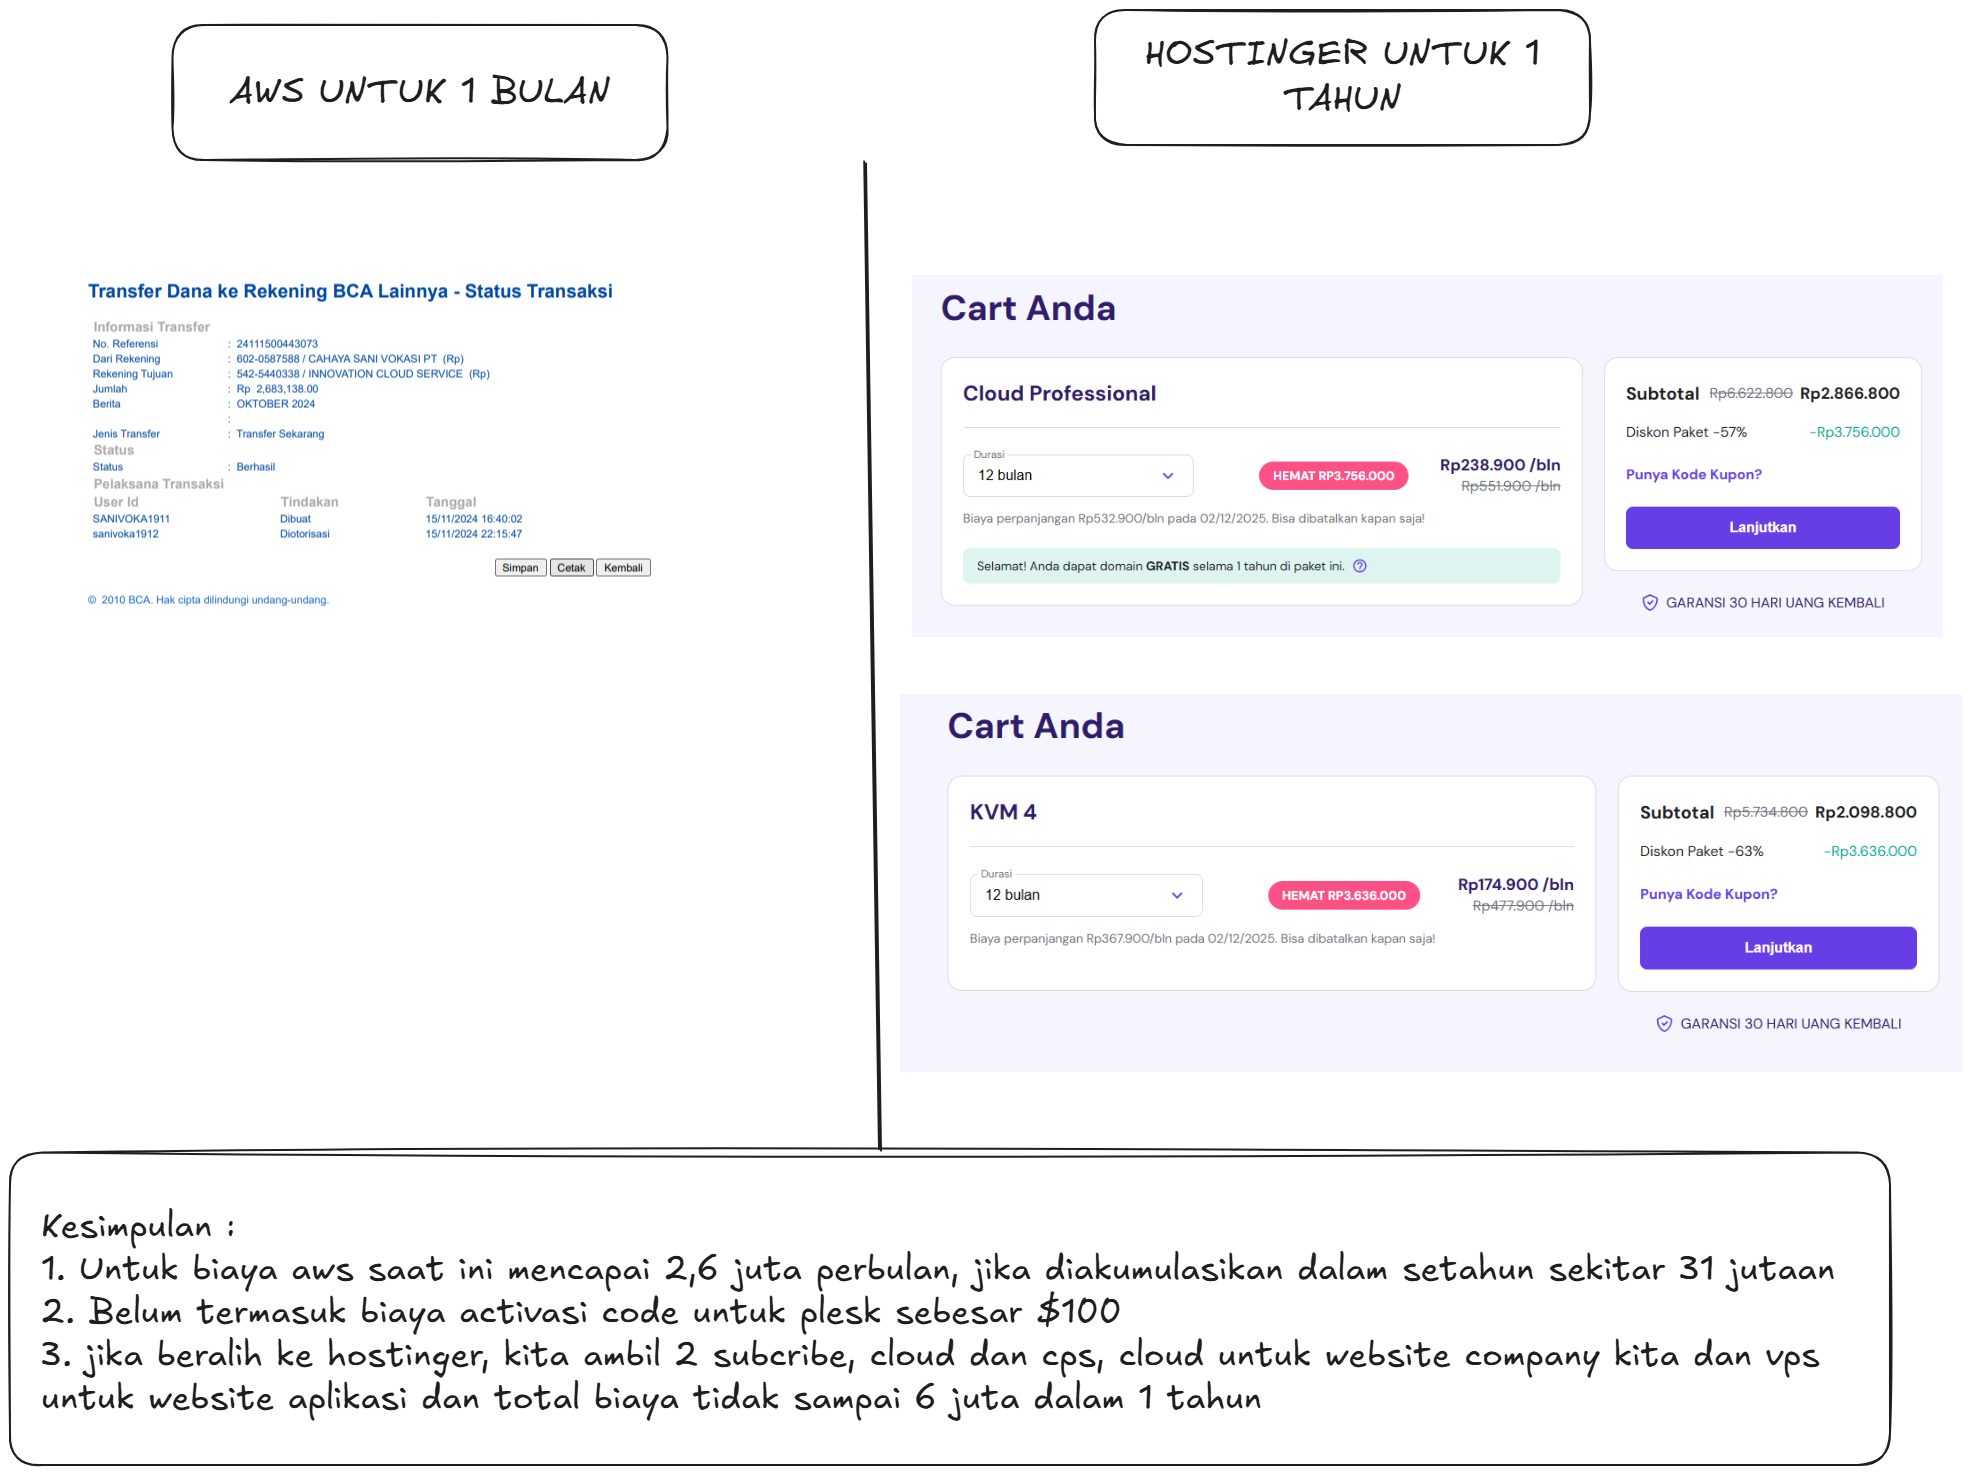 AWS UNTUK 1 BULAN
HOSTINGER UNTUK 1
TAHUN
Transfer Dana ke Rekening BCA Lainnya - Status Transaksi
Informasi Transfer
No. Referensi : 24111500443073
Dari Rekening : 602-0587588 / CAHAYA SANI VOKASI PT (Rp)
Rekening Tujuan : 542-5440338 / INNOVATION CLOUD SERVICE (Rp)
Jumlah : Rp 2,683,138.00
Berita : OKTOBER 2024
:
Jenis Transfer : Transfer Sekarang
Status
Status : Berhasil
Pelaksana Transaksi
User Id Tindakan Tanggal
SANIVOKA1911 Dibuat 15/11/2024 16:40:02
sanivoka1912 Diotorisasi 15/11/2024 22:15:47
Simpan Cetak Kembali
© 2010 BCA. Hak cipta dilindungi undang-undang.
Cart Anda
Cloud Professional
Durasi
12 bulan
HEMAT RP3.756.000
Rp238.900 /bln
Rp551.900 /bln
Biaya perpanjangan Rp532.900/bln pada 02/12/2025. Bisa dibatalkan kapan saja!
Selamat! Anda dapat domain GRATIS selama 1 tahun di paket ini.
Subtotal Rp6.622.800 Rp2.866.800
Diskon Paket -57% -Rp3.756.000
Punya Kode Kupon?
Lanjutkan
GARANSI 30 HARI UANG KEMBALI
Cart Anda
KVM 4
Durasi
12 bulan
HEMAT RP3.636.000
Rp174.900 /bln
Rp477.900 /bln
Biaya perpanjangan Rp367.900/bln pada 02/12/2025. Bisa dibatalkan kapan saja!
Subtotal Rp5.734.800 Rp2.098.800
Diskon Paket -63% -Rp3.636.000
Punya Kode Kupon?
Lanjutkan
GARANSI 30 HARI UANG KEMBALI
Kesimpulan :
1. Untuk biaya aws saat ini mencapai 2,6 juta perbulan, jika diakumulasikan dalam setahun sekitar 31 jutaan
2. Belum termasuk biaya activasi code untuk plesk sebesar $100
3. jika beralih ke hostinger, kita ambil 2 subcribe, cloud dan cps, cloud untuk website company kita dan vps
untuk website aplikasi dan total biaya tidak sampai 6 juta dalam 1 tahun